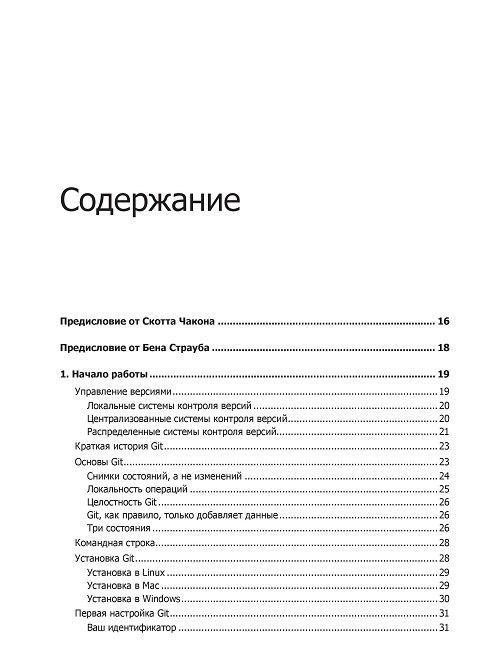 Содержание
Предисловие от Скотта Чакона ........................................................................ 16
Предисловие от Бена Страуба .......................................................................... 18
1. Начало работы ............................................................................................... 19
Управление версиями ........................................................................................ 19
Локальные системы контроля версий ............................................................. 20
Централизованные системы контроля версий.................................................. 20
Распределенные системы контроля версий...................................................... 21
Краткая история Git ........................................................................................... 23
Основы Git.......................................................................................................... 23
Снимки состояний, а не изменений ................................................................ 24
Локальность операций ................................................................................... 25
Целостность Git .............................................................................................. 26
Git, как правило, только добавляет данные .................................................... 26
Три состояния ................................................................................................ 26
Командная строка.............................................................................................. 28
Установка Git ..................................................................................................... 28
Установка в Linux ........................................................................................... 29
Установка в Mac ............................................................................................. 29
Установка в Windows ...................................................................................... 30
Первая настройка Git ......................................................................................... 31
Ваш идентификатор ....................................................................................... 31